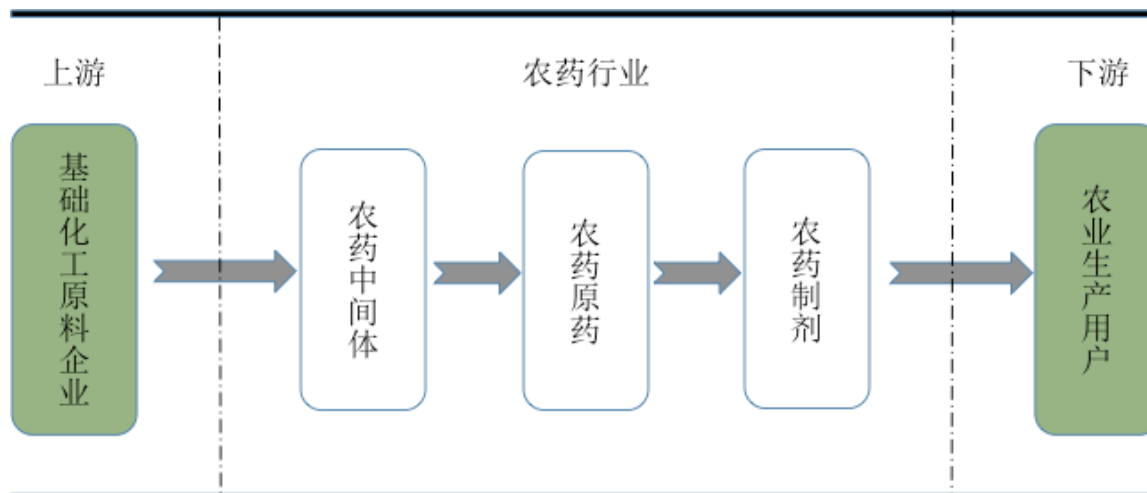 上游
农药行业
下游
基础化工原料企业
农药中间体
农药原药
农药制剂
农业生产用户